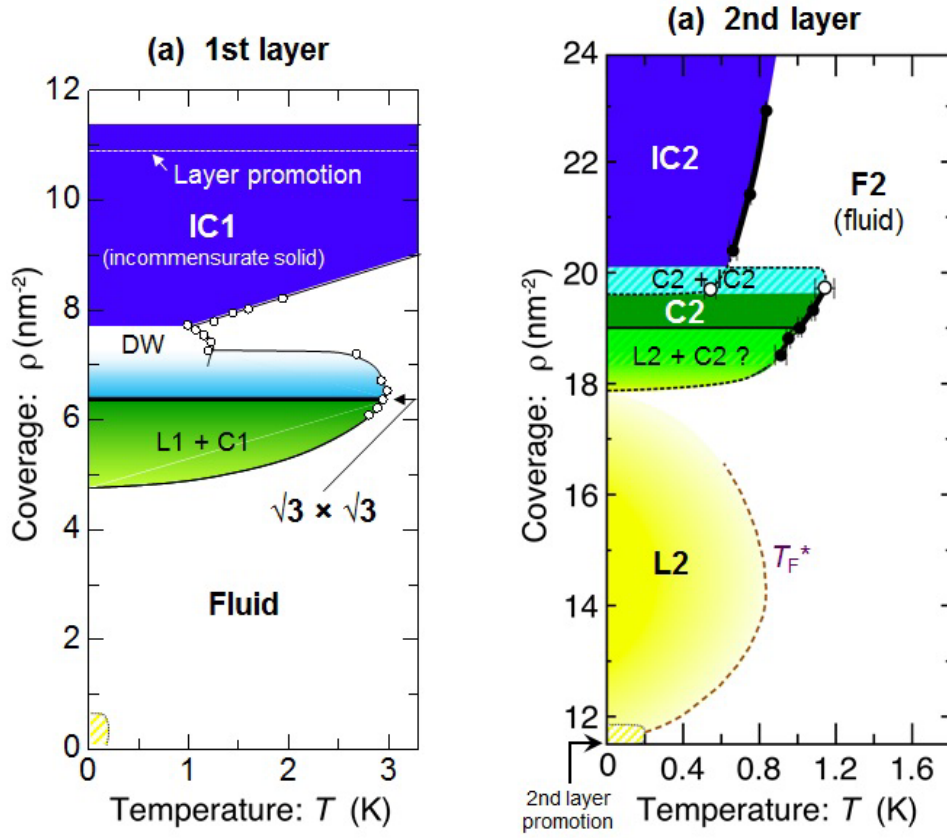 (a) 1st layer
12
10
8
6
4
2
0
Coverage: ρ (nm-2)
Layer promotion
IC1
(incommensurate solid)
DW
L1 + C1
√3 × √3
Fluid
0
1
2
3
Temperature: T (K)
(a) 2nd layer
24
22
20
18
16
14
12
Coverage: ρ (nm-2)
IC2
F2
(fluid)
C2 + IC2
C2
L2 + C2 ?
L2
TF*
0
0.4
0.8
1.2
1.6
Temperature: T (K)
2nd layer
promotion